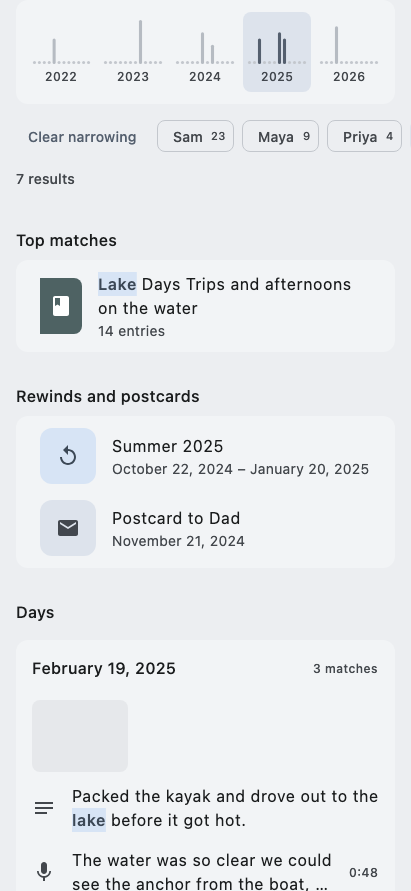 2022 2023 2024 2025 2026
Clear narrowing Sam 23 Maya 9 Priya 4
7 results
Top matches
Lake Days Trips and afternoons
on the water
14 entries
Rewinds and postcards
Summer 2025
October 22, 2024 – January 20, 2025
Postcard to Dad
November 21, 2024
Days
February 19, 2025 3 matches
Packed the kayak and drove out to the
lake before it got hot.
The water was so clear we could
see the anchor from the boat, ...
0:48